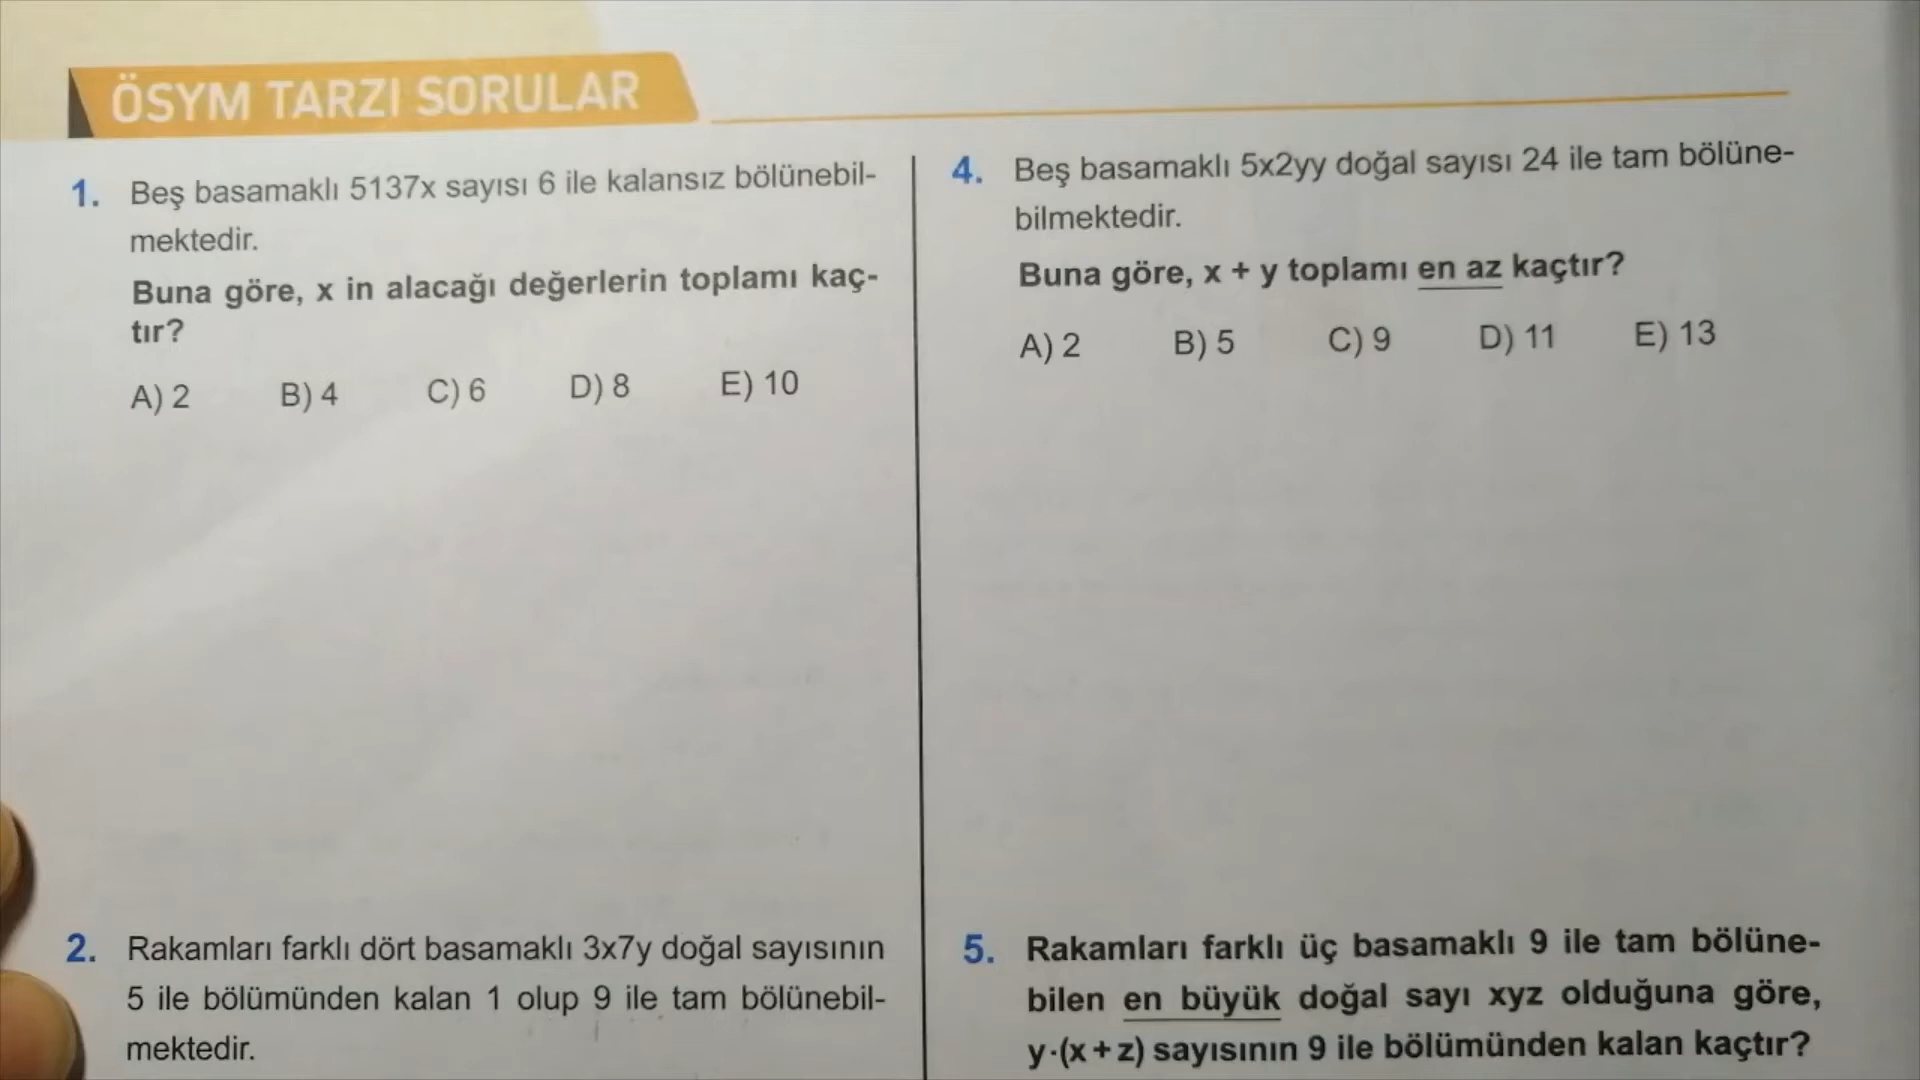 ÖSYM TARZI SORULAR
1. Beş basamaklı 5137x sayısı 6 ile kalansız bölünebil-
mektedir.
Buna göre, x in alacağı değerlerin toplamı kaç-
tır?
A) 2 B) 4 C) 6 D) 8 E) 10
2. Rakamları farklı dört basamaklı 3x7y doğal sayısının
5 ile bölümünden kalan 1 olup 9 ile tam bölünebil-
mektedir.
4. Beş basamaklı 5x2yy doğal sayısı 24 ile tam bölüne-
bilmektedir.
Buna göre, x + y toplamı en az kaçtır?
A) 2 B) 5 C) 9 D) 11 E) 13
5. Rakamları farklı üç basamaklı 9 ile tam bölüne-
bilen en büyük doğal sayı xyz olduğuna göre,
y·(x+z) sayısının 9 ile bölümünden kalan kaçtır?